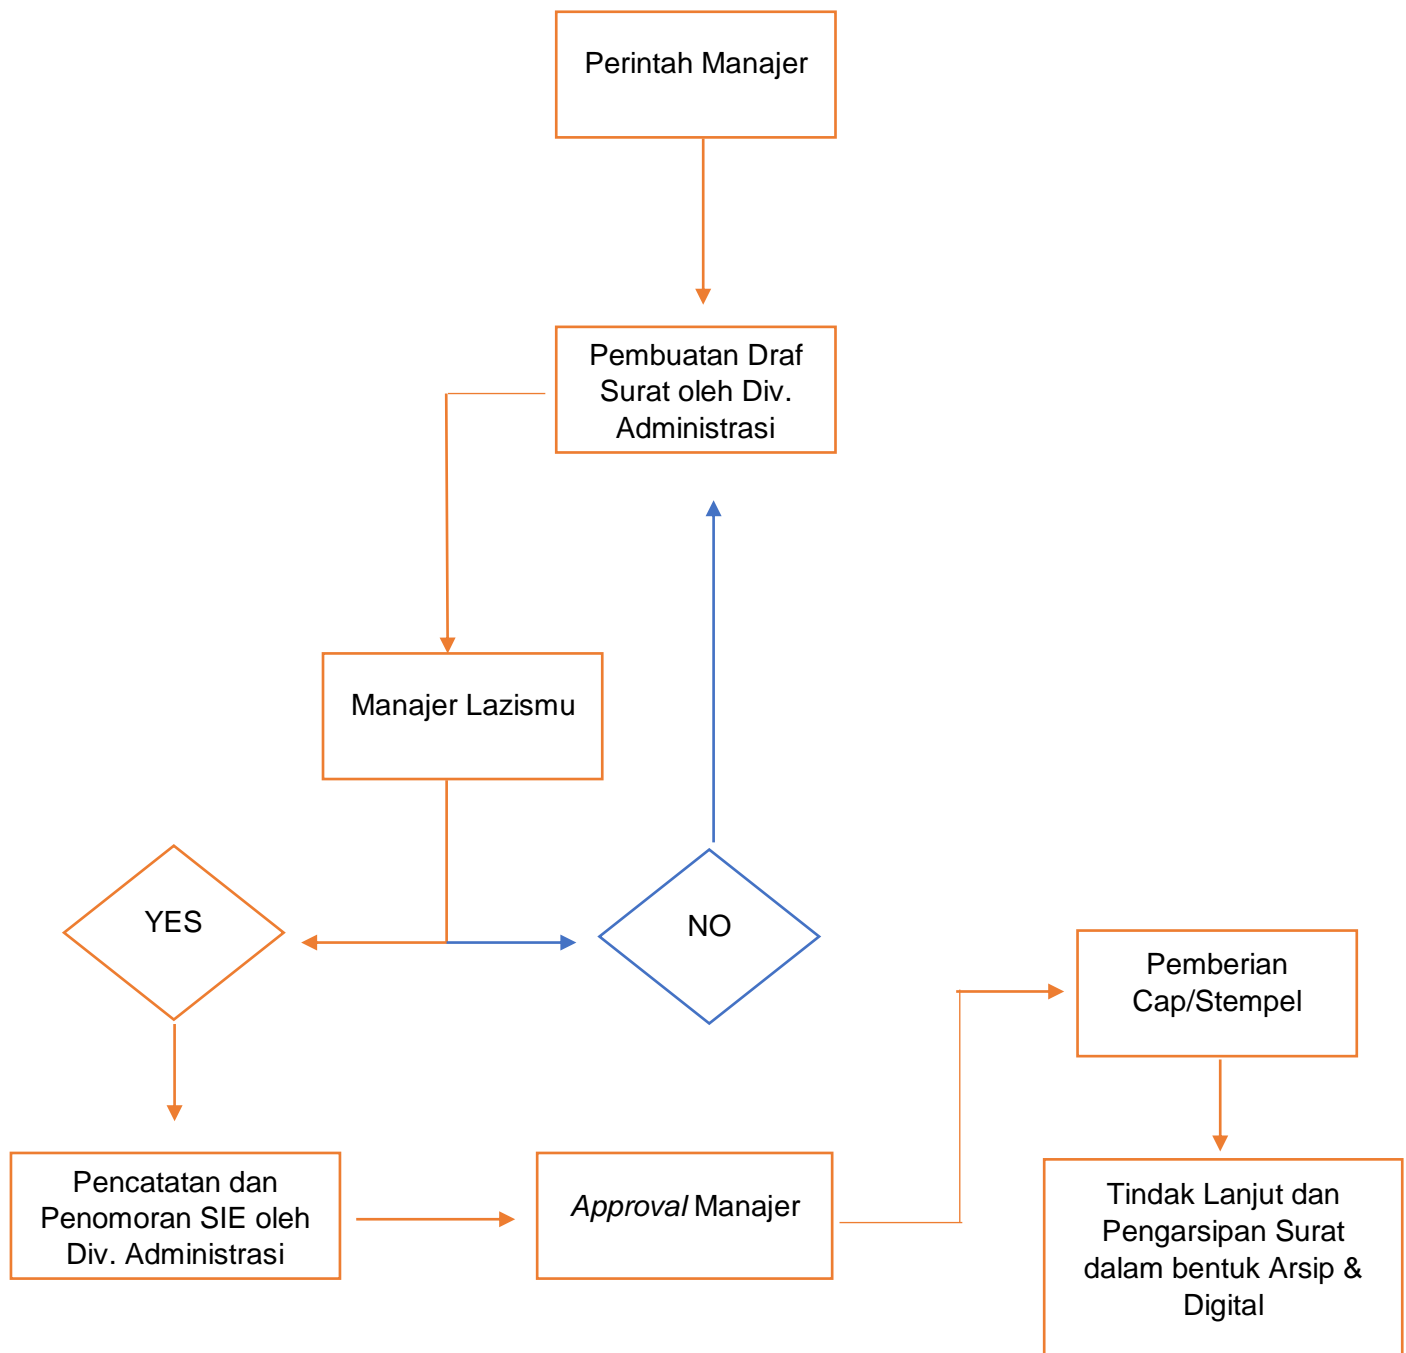 Perintah Manajer
Pembuatan Draf
Surat oleh Div.
Administrasi
Manajer Lazismu
YES
NO
Pemberian
Cap/Stempel
Pencatatan dan
Penomoran SIE oleh
Div. Administrasi
Approval Manajer
Tindak Lanjut dan
Pengarsipan Surat
dalam bentuk Arsip &
Digital